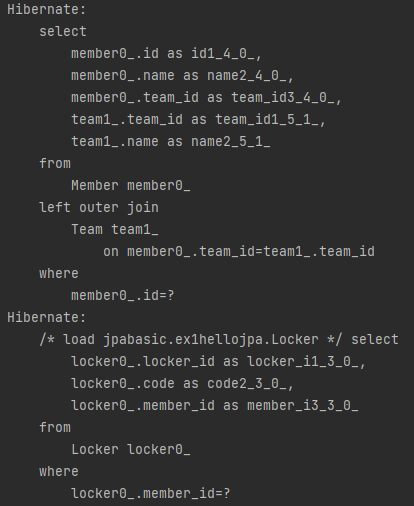 Hibernate:
    select
        member0_.id as id1_4_0_,
        member0_.name as name2_4_0_,
        member0_.team_id as team_id3_4_0_,
        team1_.team_id as team_id1_5_1_,
        team1_.name as name2_5_1_
    from
        Member member0_
    left outer join
        Team team1_
            on member0_.team_id=team1_.team_id
    where
        member0_.id=?
Hibernate:
    /* load jpabasic.ex1hellojpa.Locker */ select
        locker0_.locker_id as locker_i1_3_0_,
        locker0_.code as code2_3_0_,
        locker0_.member_id as member_i3_3_0_
    from
        Locker locker0_
    where
        locker0_.member_id=?